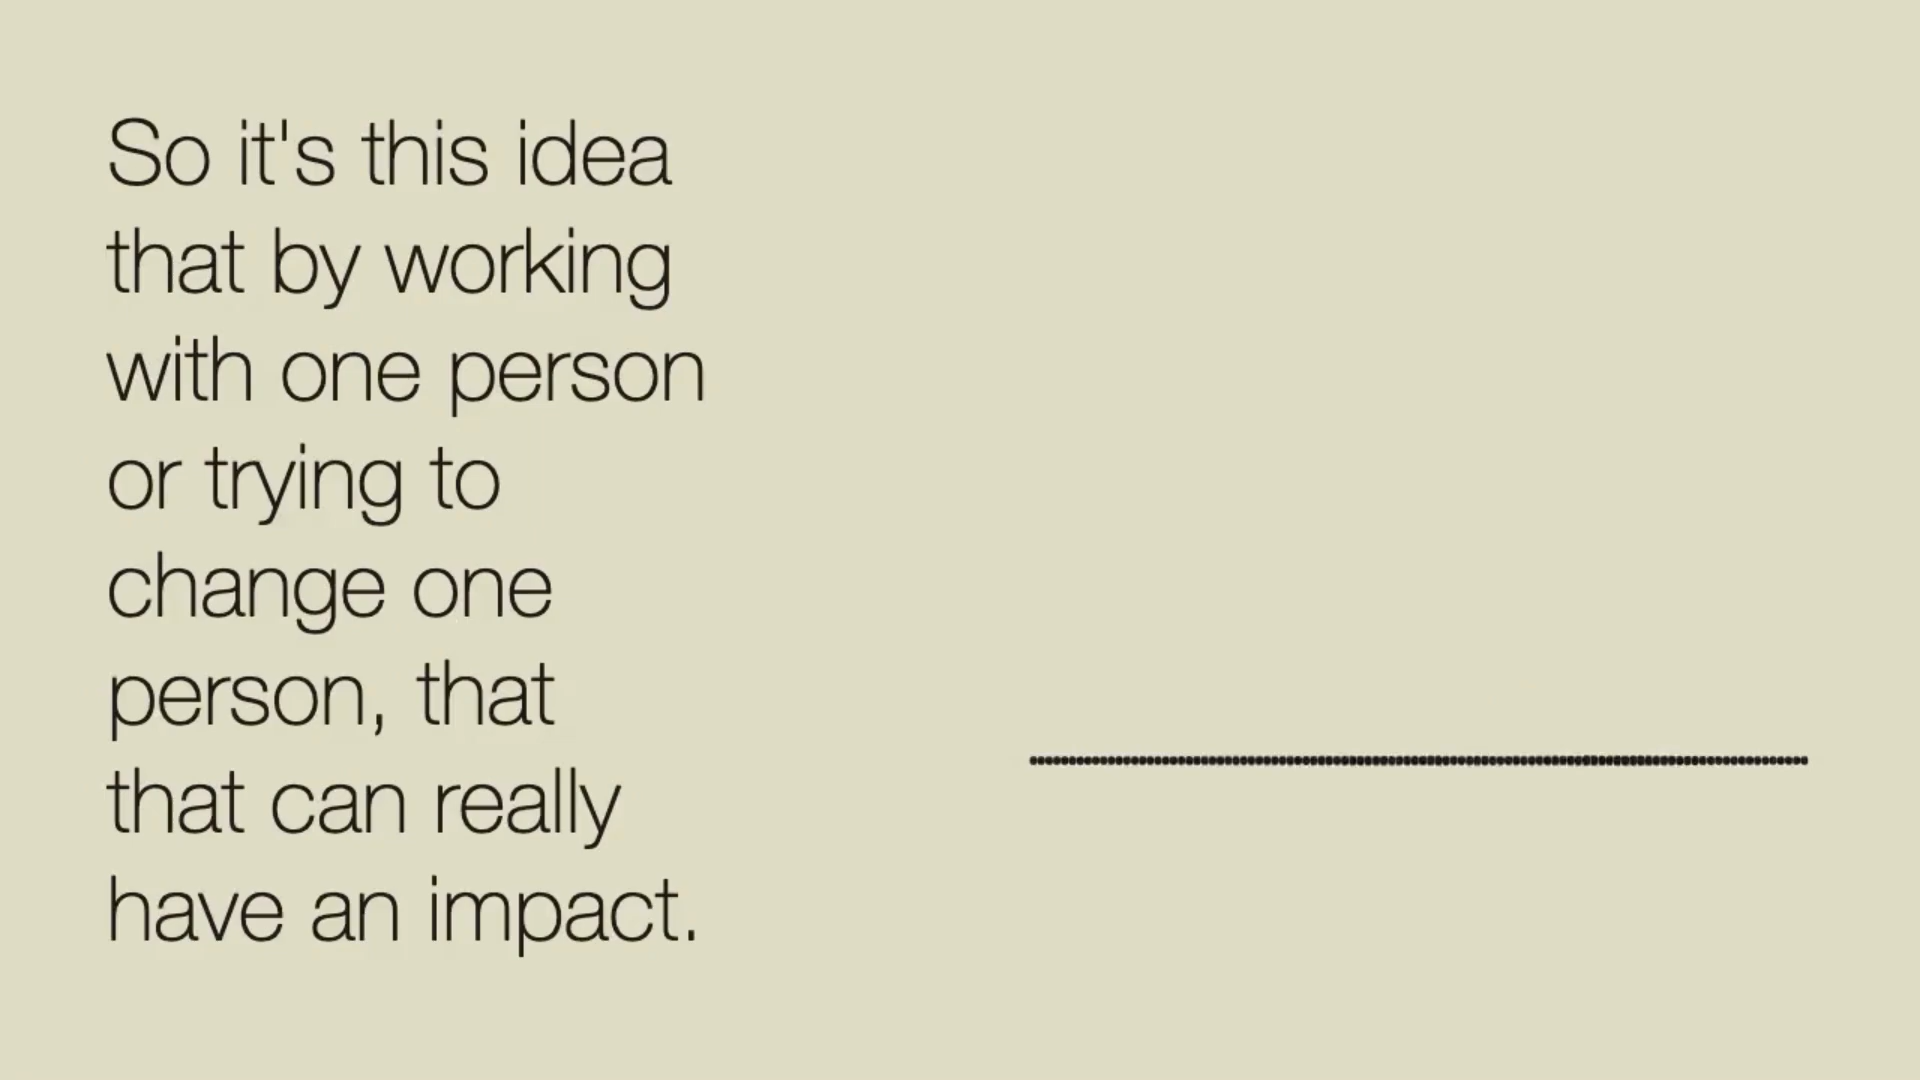 So it's this idea
that by working
with one person
or trying to
change one
person, that
that can really
have an impact.